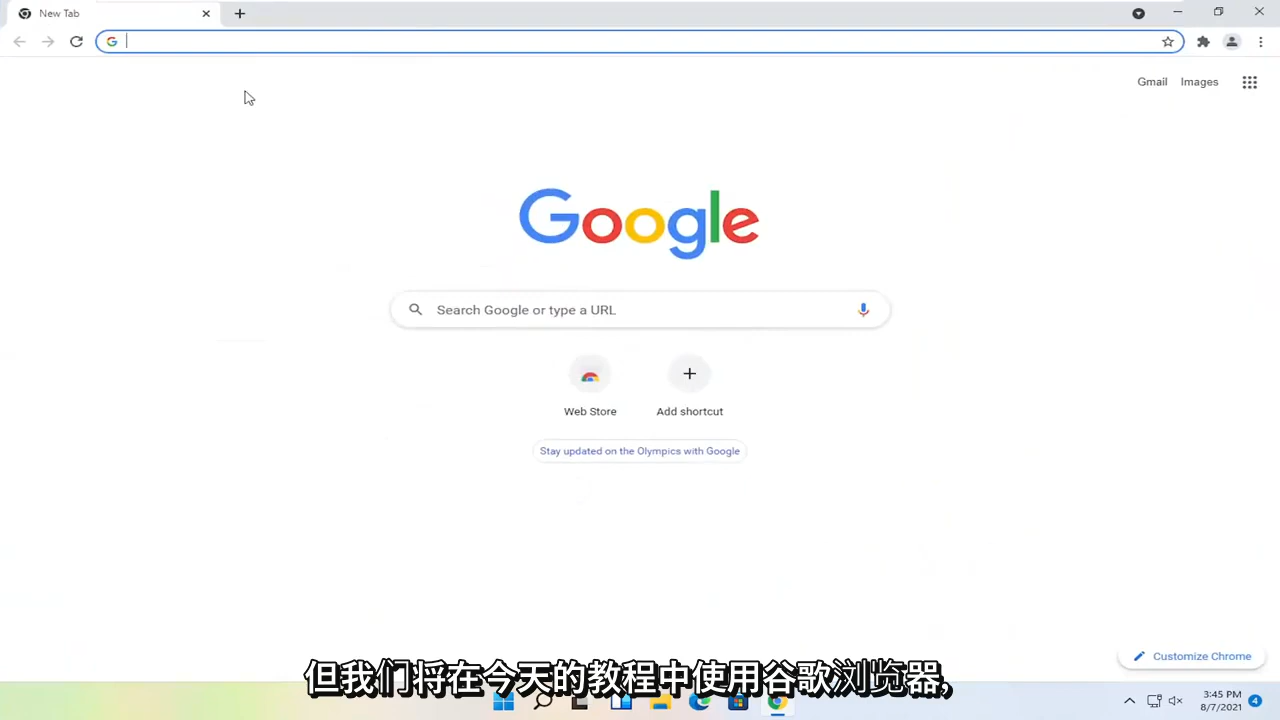 New Tab
Gmail Images
Google
Search Google or type a URL
Web Store
Add shortcut
Stay updated on the Olympics with Google
Customize Chrome
但我们将在今天的教程中使用谷歌浏览器,
3:45 PM
8/7/2021
4